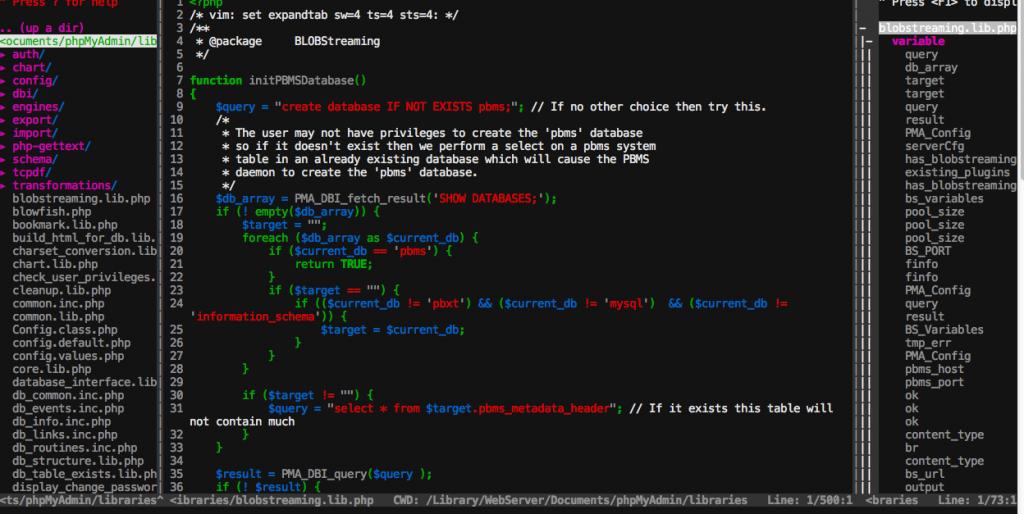 " Press ? for help
.. (up a dir)
<ocuments/phpMyAdmin/lib
▸ auth/
▸ chart/
▸ config/
▸ dbi/
▸ engines/
▸ export/
▸ import/
▸ php-gettext/
▸ schema/
▸ tcpdf/
▸ transformations/
blobstreaming.lib.php
blowfish.php
bookmark.lib.php
build_html_for_db.lib.
charset_conversion.lib
chart.lib.php
check_user_privileges.
cleanup.lib.php
common.inc.php
common.lib.php
Config.class.php
config.default.php
config.values.php
core.lib.php
database_interface.lib
db_common.inc.php
db_events.inc.php
db_info.inc.php
db_links.inc.php
db_routines.inc.php
db_structure.lib.php
db_table_exists.lib.ph
display_change_passwor
<ts/phpMyAdmin/libraries^
1 <?php
2 /* vim: set expandtab sw=4 ts=4 sts=4: */
3 /**
4  * @package     BLOBStreaming
5  */
6
7 function initPBMSDatabase()
8 {
9     $query = "create database IF NOT EXISTS pbms;"; // If no other choice then try this.
10     /*
11      * The user may not have privileges to create the 'pbms' database
12      * so if it doesn't exist then we perform a select on a pbms system
13      * table in an already existing database which will cause the PBMS
14      * daemon to create the 'pbms' database.
15      */
16     $db_array = PMA_DBI_fetch_result('SHOW DATABASES;');
17     if (! empty($db_array)) {
18         $target = "";
19         foreach ($db_array as $current_db) {
20             if ($current_db == 'pbms') {
21                 return TRUE;
22             }
23             if ($target == "") {
24                 if (($current_db != 'pbxt') && ($current_db != 'mysql')  && ($current_db !=
'information_schema')) {
25                     $target = $current_db;
26                 }
27             }
28         }
29
30         if ($target != "") {
31             $query = "select * from $target.pbms_metadata_header"; // If it exists this table will
not contain much
32         }
33     }
34
35     $result = PMA_DBI_query($query );
36     if (! $result) {
<ibraries/blobstreaming.lib.php   CWD: /Library/WebServer/Documents/phpMyAdmin/libraries   Line: 1/500:1
" Press <F1> to displ
blobstreaming.lib.php
variable
query
db_array
target
target
query
result
PMA_Config
serverCfg
has_blobstreaming
existing_plugins
has_blobstreaming
bs_variables
pool_size
pool_size
pool_size
BS_PORT
finfo
finfo
PMA_Config
query
result
BS_Variables
tmp_err
PMA_Config
pbms_host
pbms_port
ok
ok
ok
content_type
br
content_type
bs_url
output
<braries   Line: 1/73:1